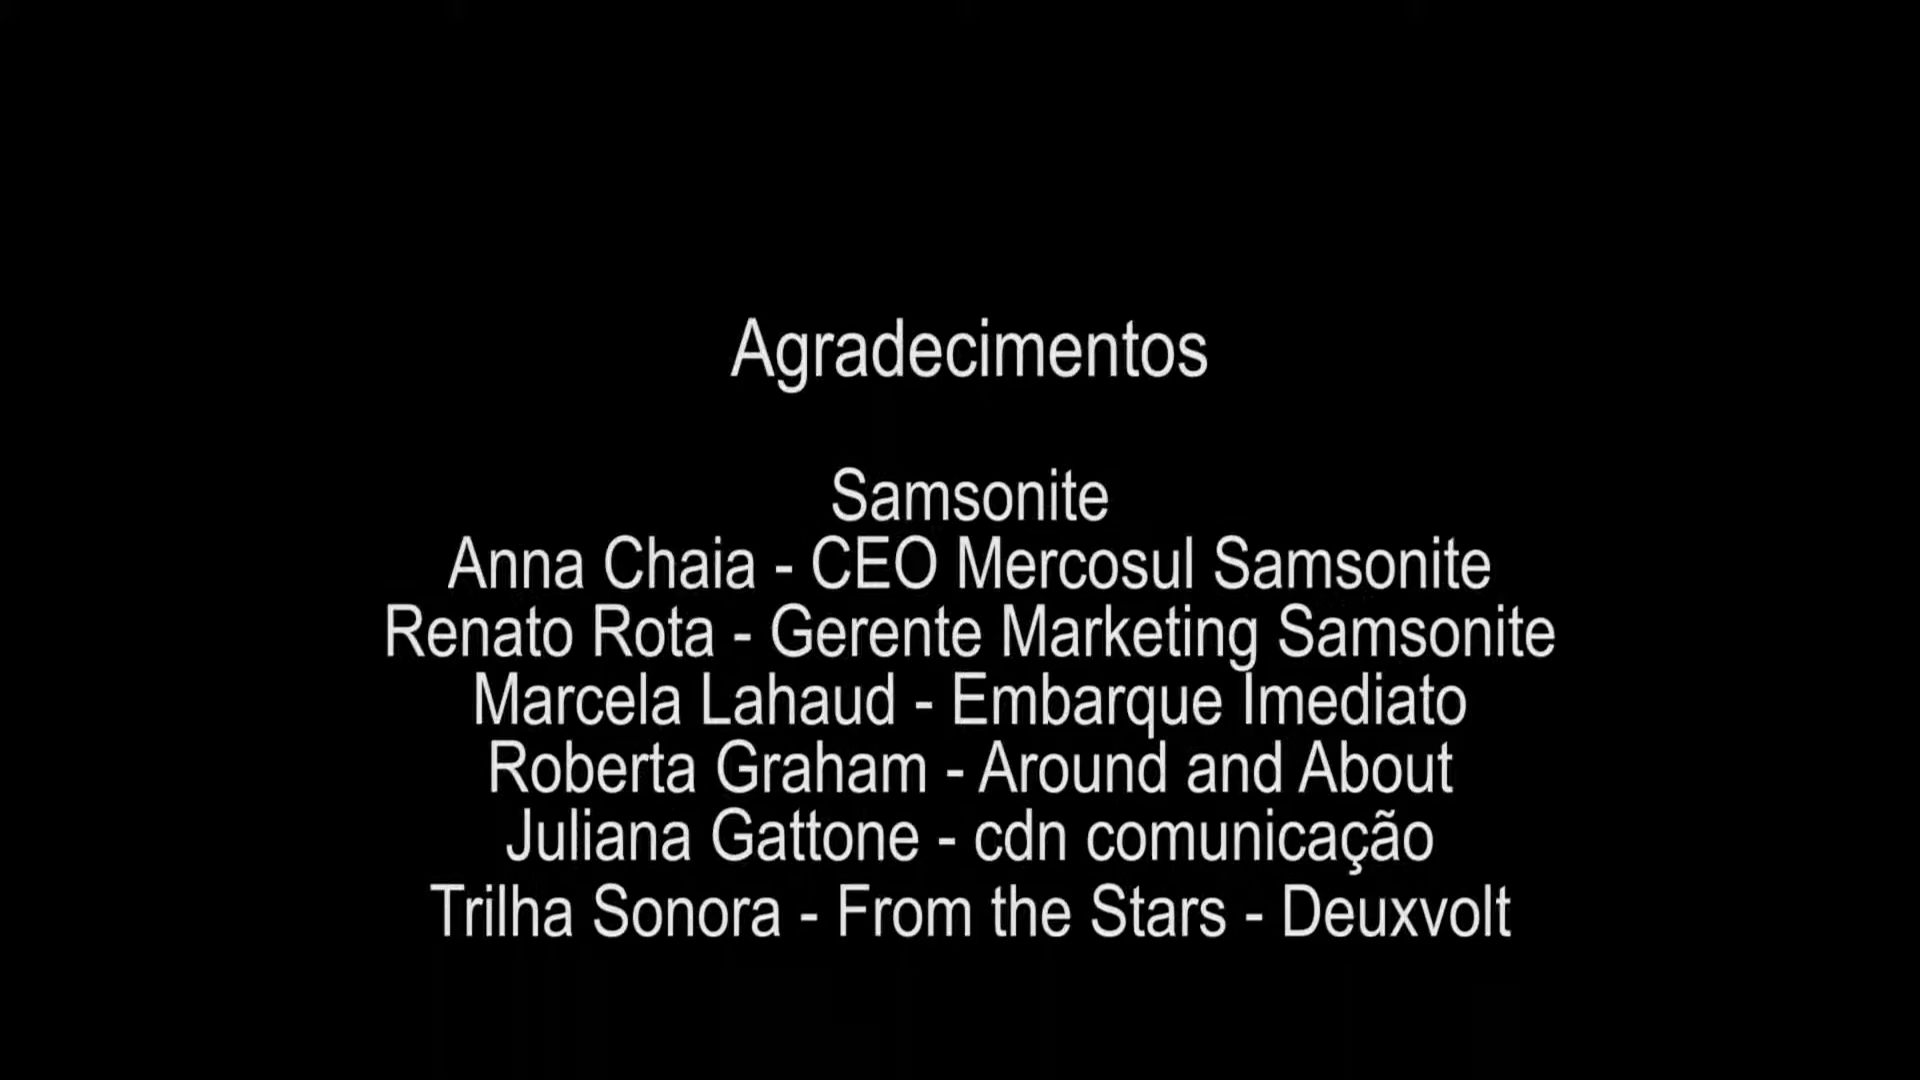 Agradecimentos
Samsonite
Anna Chaia - CEO Mercosul Samsonite
Renato Rota - Gerente Marketing Samsonite
Marcela Lahaud - Embarque Imediato
Roberta Graham - Around and About
Juliana Gattone - cdn comunicação
Trilha Sonora - From the Stars - Deuxvolt